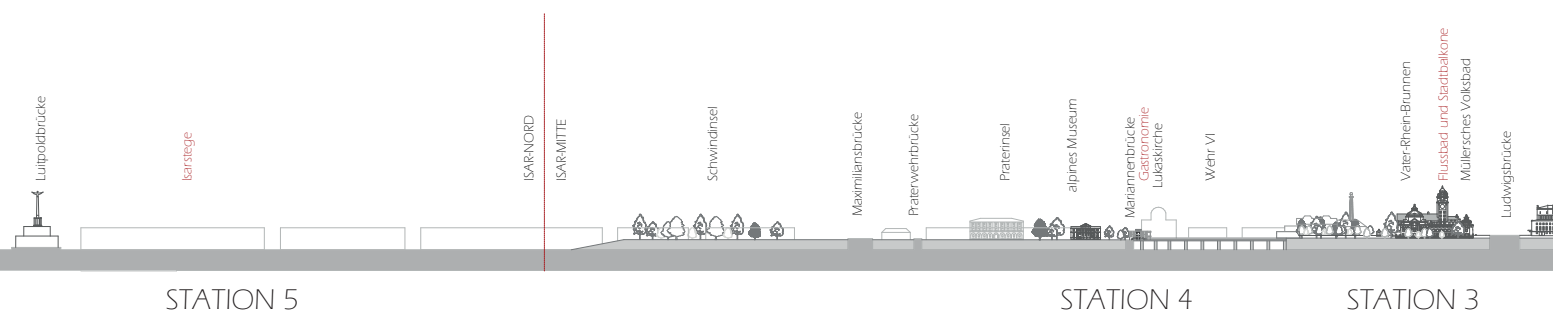 Luitpoldbrücke
Isarstege
ISAR-NORD
ISAR-MITTE
Schwindinsel
Maximiliansbrücke
Praterwehrbrücke
Praterinsel
alpines Museum
Mariannenbrücke
Gastronomie
Lukaskirche
Wehr VI
Vater-Rhein-Brunnen
Flussbad und Stadtbalkone
Müllersches Volksbad
Ludwigsbrücke
STATION 5
STATION 4
STATION 3